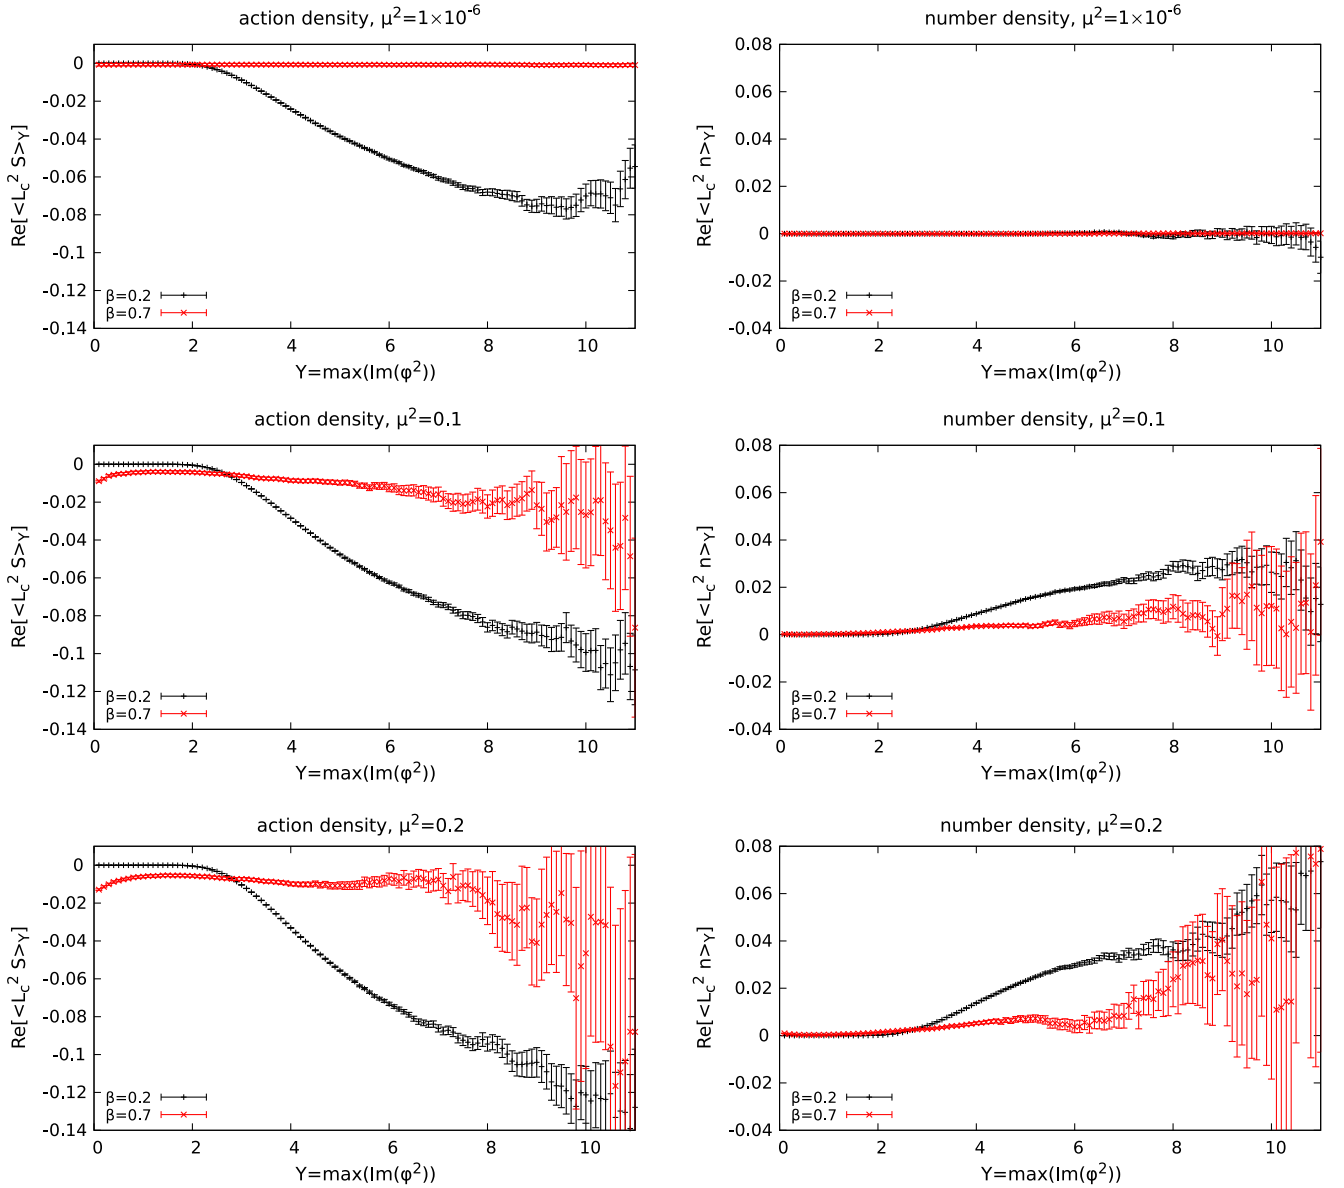 action density, μ²=1×10⁻⁶
0
-0.02
-0.04
-0.06
-0.08
-0.1
-0.12
-0.14
Re[<L_c² S>_Y]
β=0.2
β=0.7
0 2 4 6 8 10
Y=max(Im(φ²))
number density, μ²=1×10⁻⁶
0.08
0.06
0.04
0.02
0
-0.02
-0.04
Re[<L_c² n>_Y]
β=0.2
β=0.7
0 2 4 6 8 10
Y=max(Im(φ²))
action density, μ²=0.1
0
-0.02
-0.04
-0.06
-0.08
-0.1
-0.12
-0.14
Re[<L_c² S>_Y]
β=0.2
β=0.7
0 2 4 6 8 10
Y=max(Im(φ²))
number density, μ²=0.1
0.08
0.06
0.04
0.02
0
-0.02
-0.04
Re[<L_c² n>_Y]
β=0.2
β=0.7
0 2 4 6 8 10
Y=max(Im(φ²))
action density, μ²=0.2
0
-0.02
-0.04
-0.06
-0.08
-0.1
-0.12
-0.14
Re[<L_c² S>_Y]
β=0.2
β=0.7
0 2 4 6 8 10
Y=max(Im(φ²))
number density, μ²=0.2
0.08
0.06
0.04
0.02
0
-0.02
-0.04
Re[<L_c² n>_Y]
β=0.2
β=0.7
0 2 4 6 8 10
Y=max(Im(φ²))